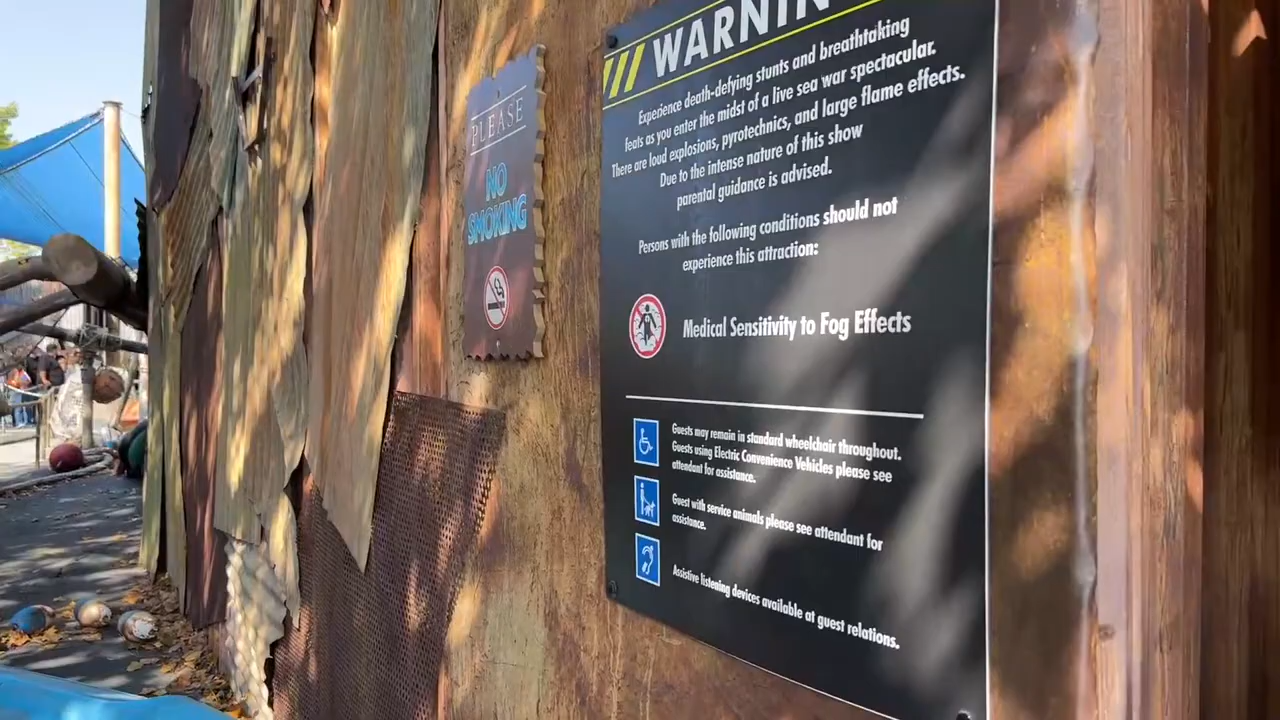 PLEASE
NO
SMOKING
WARNIN
Experience death-defying stunts and breathtaking
feats as you enter the midst of a live sea war spectacular.
There are loud explosions, pyrotechnics, and large flame effects.
Due to the intense nature of this show
parental guidance is advised.
Persons with the following conditions should not
experience this attraction:
Medical Sensitivity to Fog Effects
Guests may remain in standard wheelchair throughout.
Guests using Electric Convenience Vehicles please see
attendant for assistance.
Guest with service animals please see attendant for
assistance.
Assistive listening devices available at guest relations.